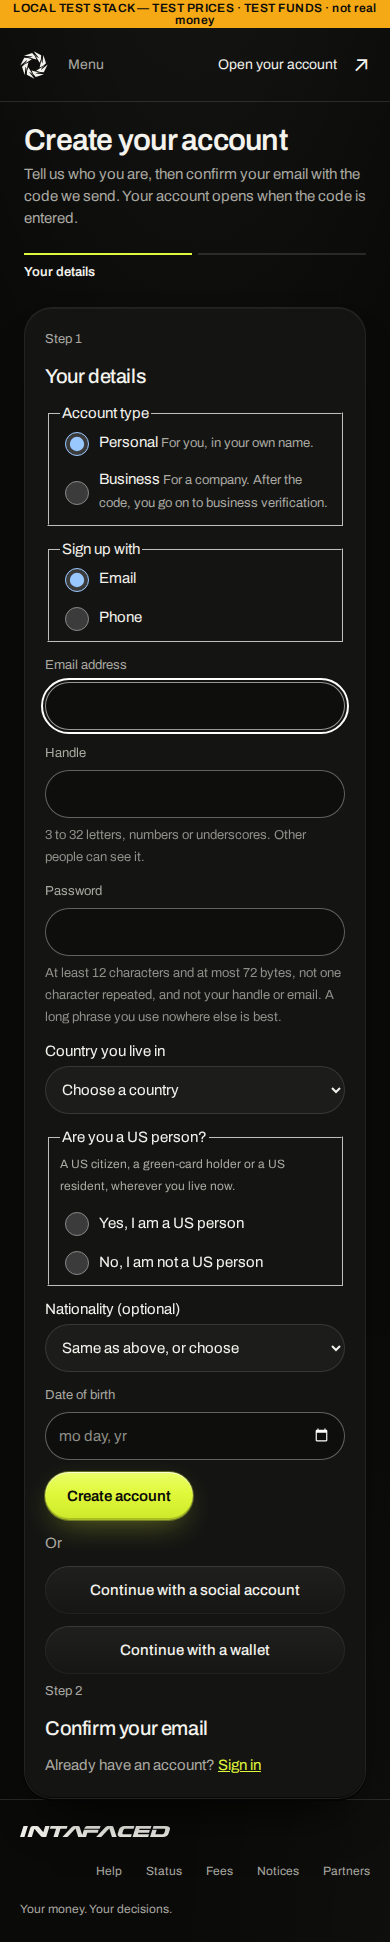 LOCAL TEST STACK — TEST PRICES · TEST FUNDS · not real
money
Menu
Open your account
Create your account
Tell us who you are, then confirm your email with the
code we send. Your account opens when the code is
entered.
Your details
Step 1
Your details
Account type
Personal For you, in your own name.
Business For a company. After the
code, you go on to business verification.
Sign up with
Email
Phone
Email address
Handle
3 to 32 letters, numbers or underscores. Other
people can see it.
Password
At least 12 characters and at most 72 bytes, not one
character repeated, and not your handle or email. A
long phrase you use nowhere else is best.
Country you live in
Choose a country
Are you a US person?
A US citizen, a green-card holder or a US
resident, wherever you live now.
Yes, I am a US person
No, I am not a US person
Nationality (optional)
Same as above, or choose
Date of birth
mo day, yr
Create account
Or
Continue with a social account
Continue with a wallet
Step 2
Confirm your email
Already have an account? Sign in
INTAFACED
Help Status Fees Notices Partners
Your money. Your decisions.